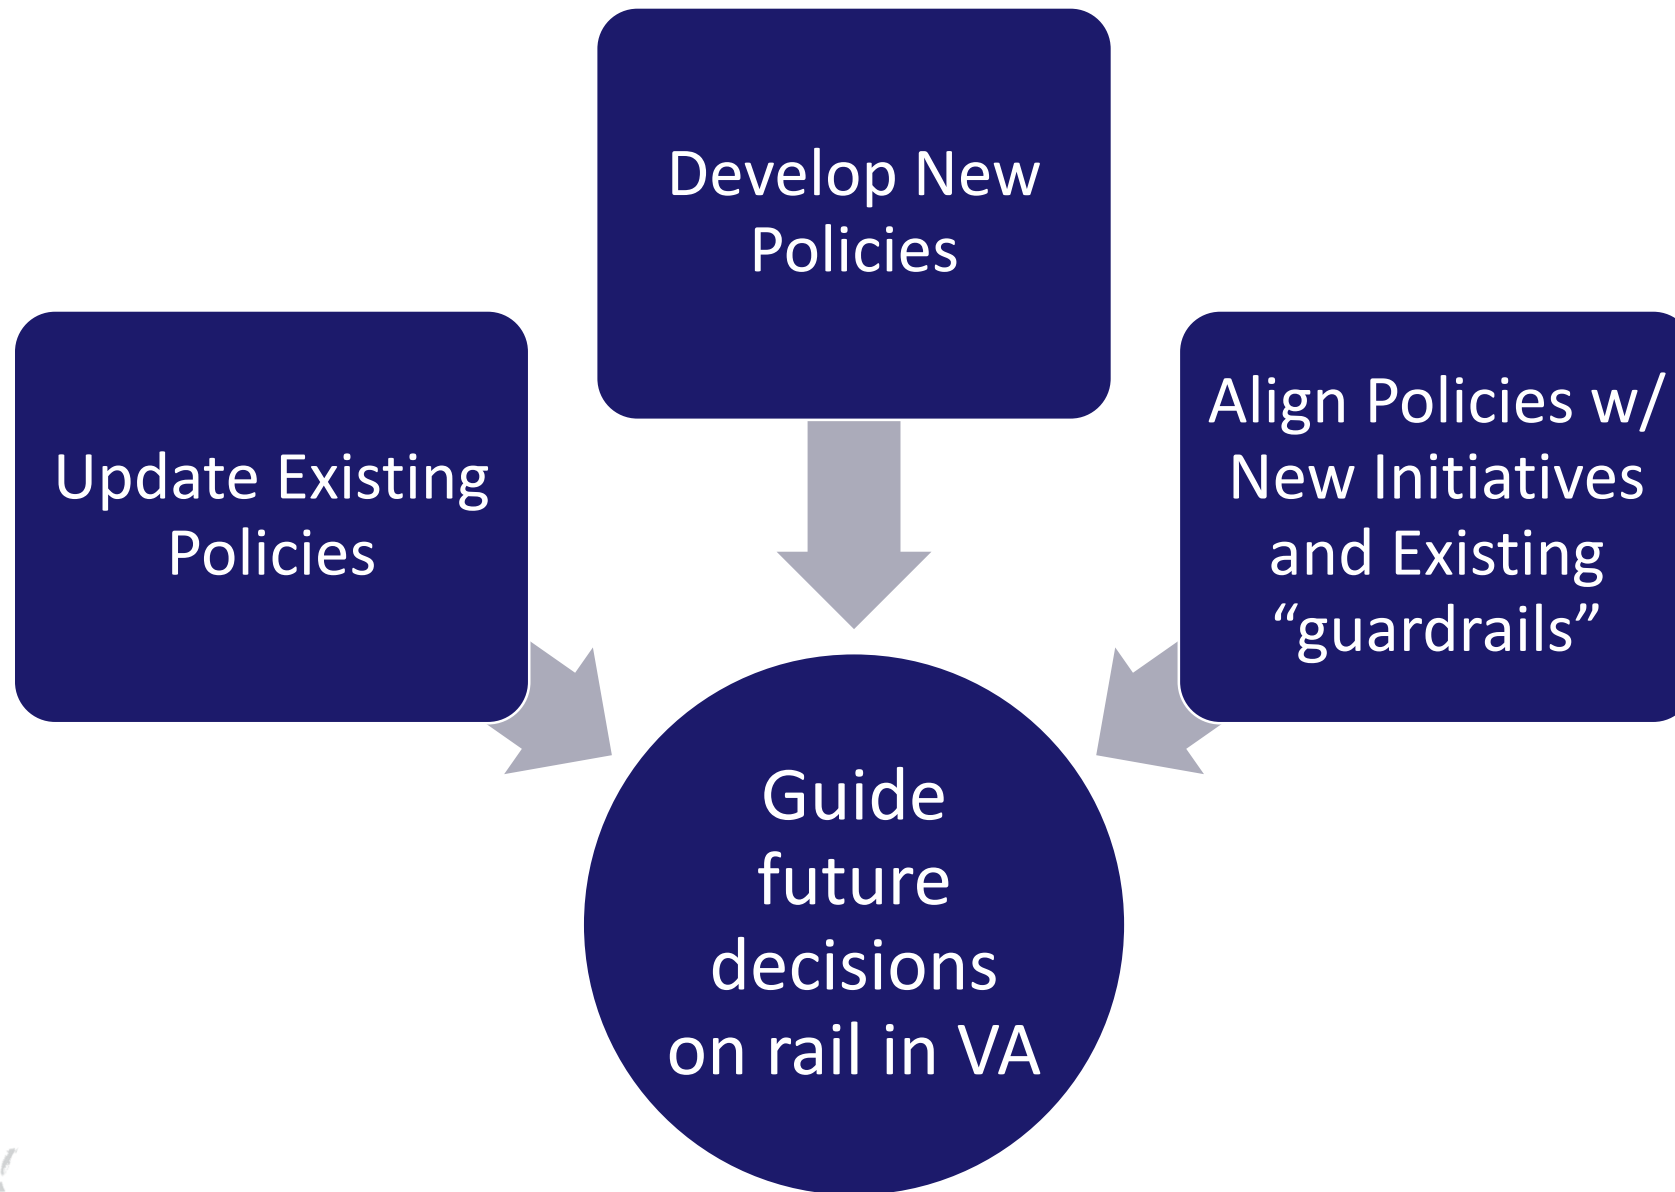 Develop New
Policies
Update Existing
Policies
Align Policies w/
New Initiatives
and Existing
“guardrails”
Guide
future
decisions
on rail in VA